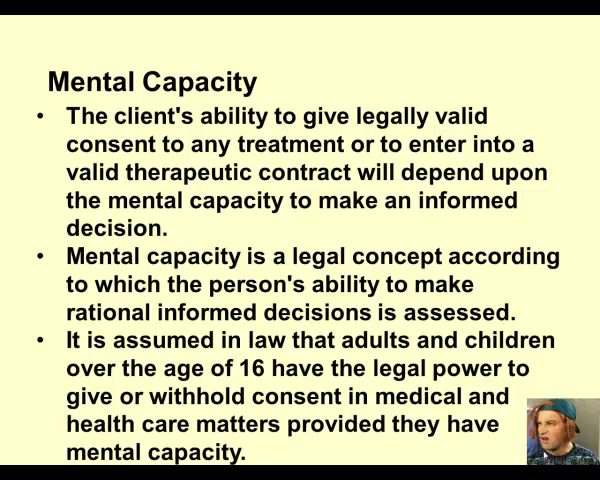 Mental Capacity
• The client's ability to give legally valid
consent to any treatment or to enter into a
valid therapeutic contract will depend upon
the mental capacity to make an informed
decision.
• Mental capacity is a legal concept according
to which the person's ability to make
rational informed decisions is assessed.
• It is assumed in law that adults and children
over the age of 16 have the legal power to
give or withhold consent in medical and
health care matters provided they have
mental capacity.